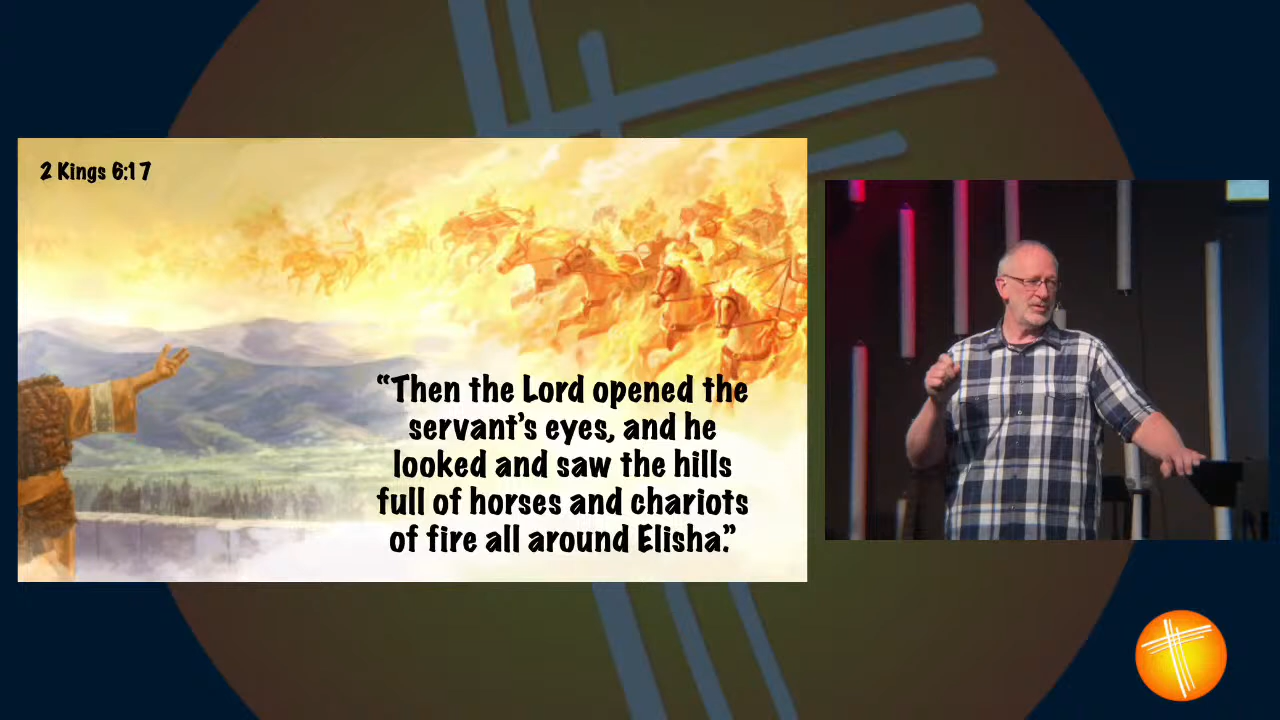 2 Kings 6:17
“Then the Lord opened the
servant’s eyes, and he
looked and saw the hills
full of horses and chariots
of fire all around Elisha.”